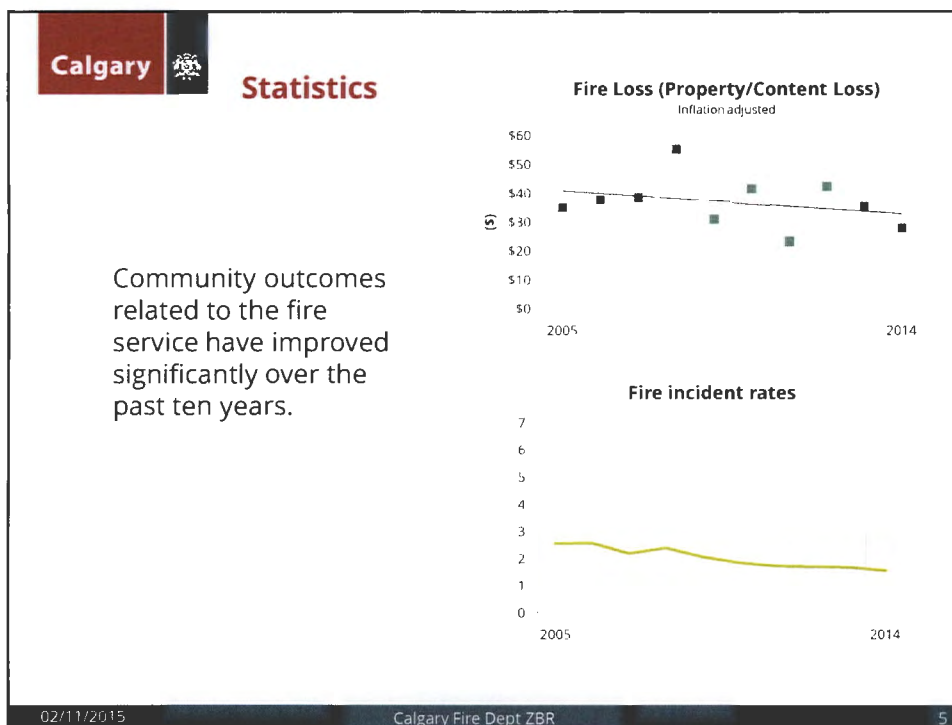 Calgary
Statistics
Community outcomes
related to the fire
service have improved
significantly over the
past ten years.
Fire Loss (Property/Content Loss)
Inflation adjusted
$60
$50
$40
$30
$20
$10
$0
($)
2005
2014
Fire incident rates
7
6
5
4
3
2
1
0
2005
2014
02/11/2015
Calgary Fire Dept ZBR
5